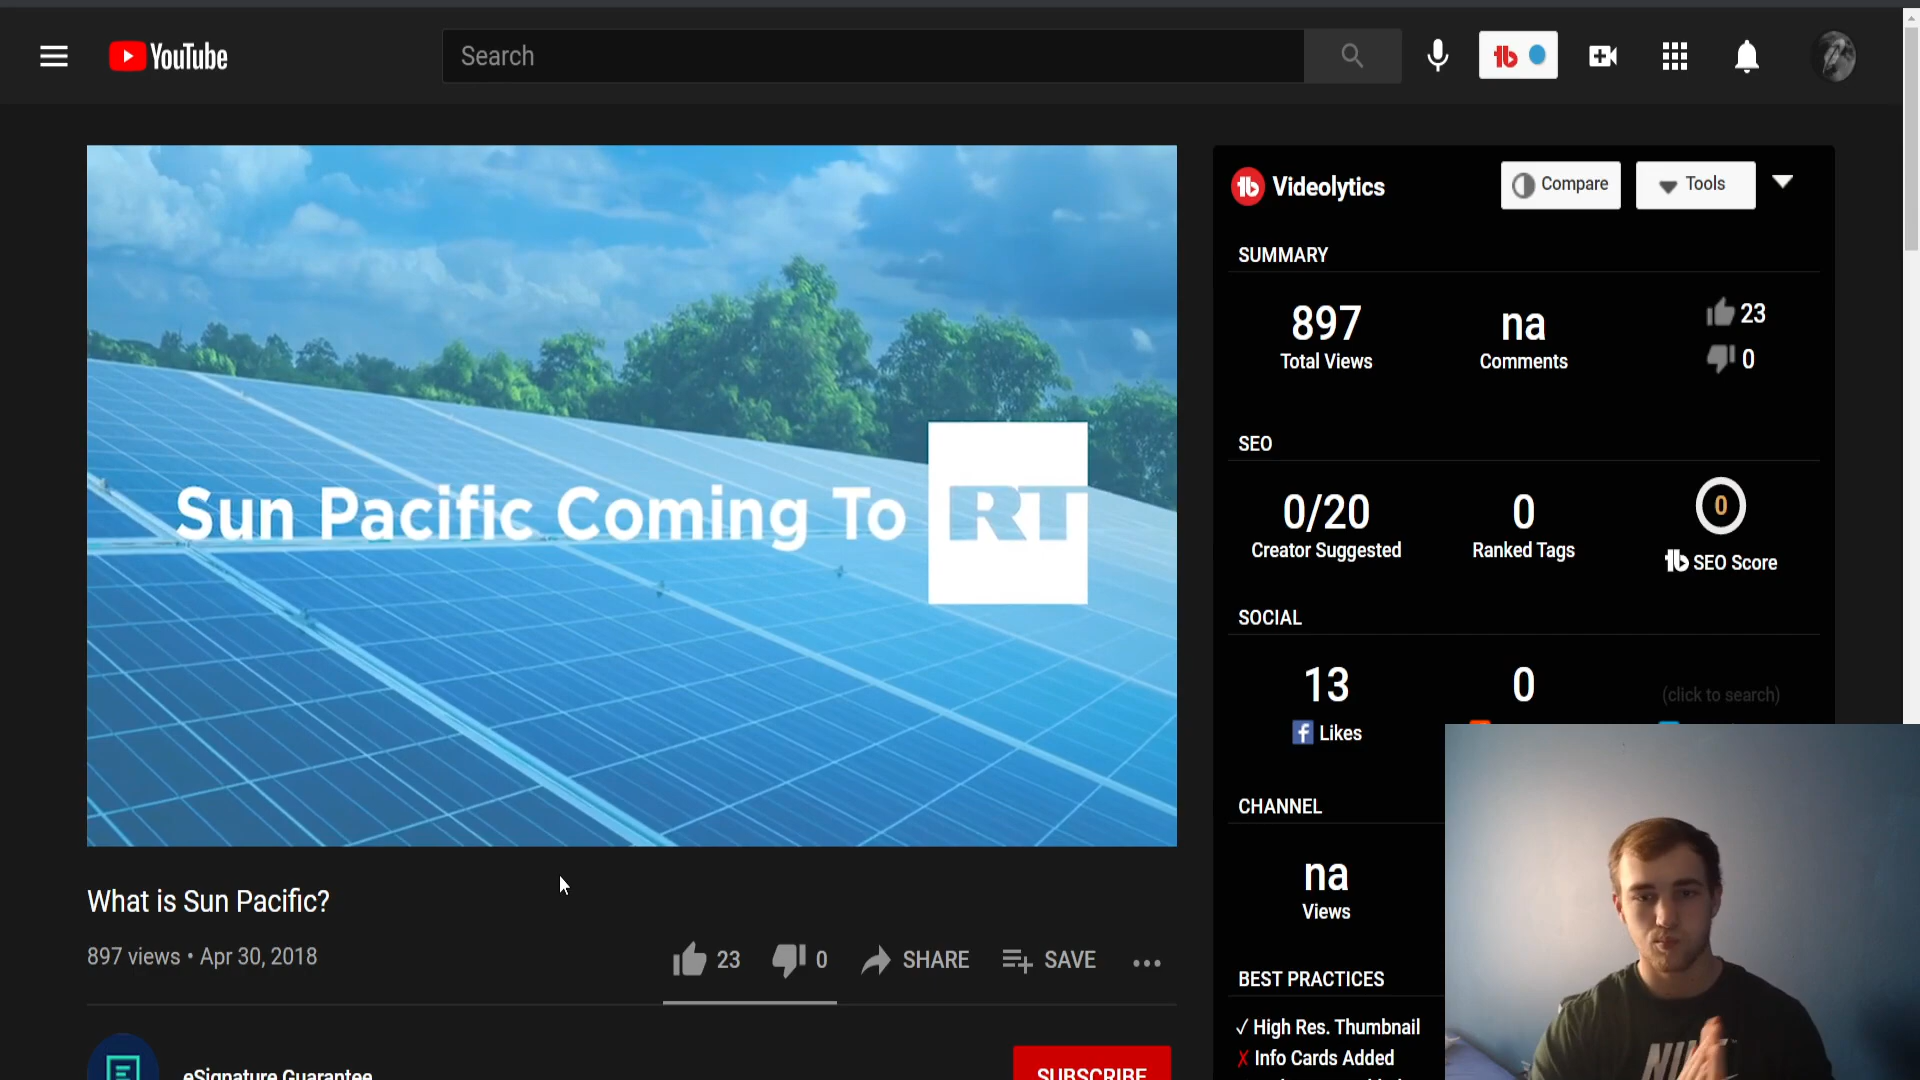 YouTube
Search
Sun Pacific Coming To RT
What is Sun Pacific?
897 views • Apr 30, 2018
23
0
SHARE
SAVE
eSignature Guarantee
SUBSCRIBE
Videolytics
Compare
Tools
SUMMARY
897
Total Views
na
Comments
23
0
SEO
0/20
Creator Suggested
0
Ranked Tags
0
SEO Score
SOCIAL
13
Likes
0
(click to search)
CHANNEL
na
Views
BEST PRACTICES
✓ High Res. Thumbnail
✗ Info Cards Added
NIKE